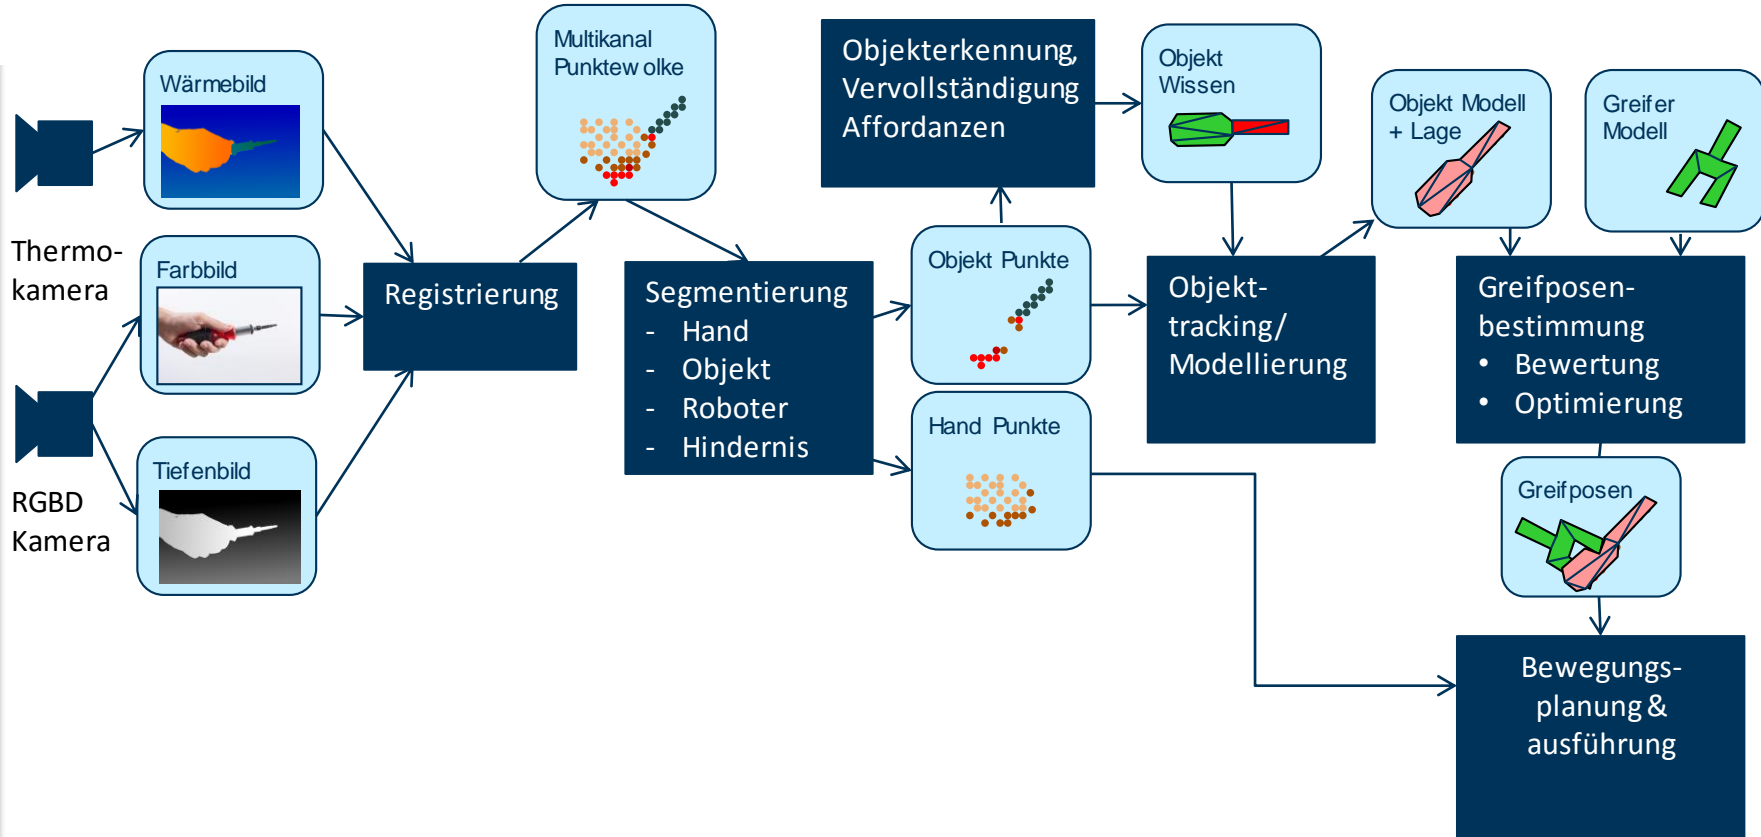 Wärmebild
Thermo-
kamera
Farbbild
RGBD
Kamera
Tiefenbild
Registrierung
Multikanal
Punktewolke
Segmentierung
- Hand
- Objekt
- Roboter
- Hindernis
Objekterkennung,
Vervollständigung
Affordanzen
Objekt Punkte
Hand Punkte
Objekt
Wissen
Objekt-
tracking/
Modellierung
Objekt Modell
+ Lage
Greifer
Modell
Greifposen-
bestimmung
• Bewertung
• Optimierung
Greifposen
Bewegungs-
planung &
ausführung